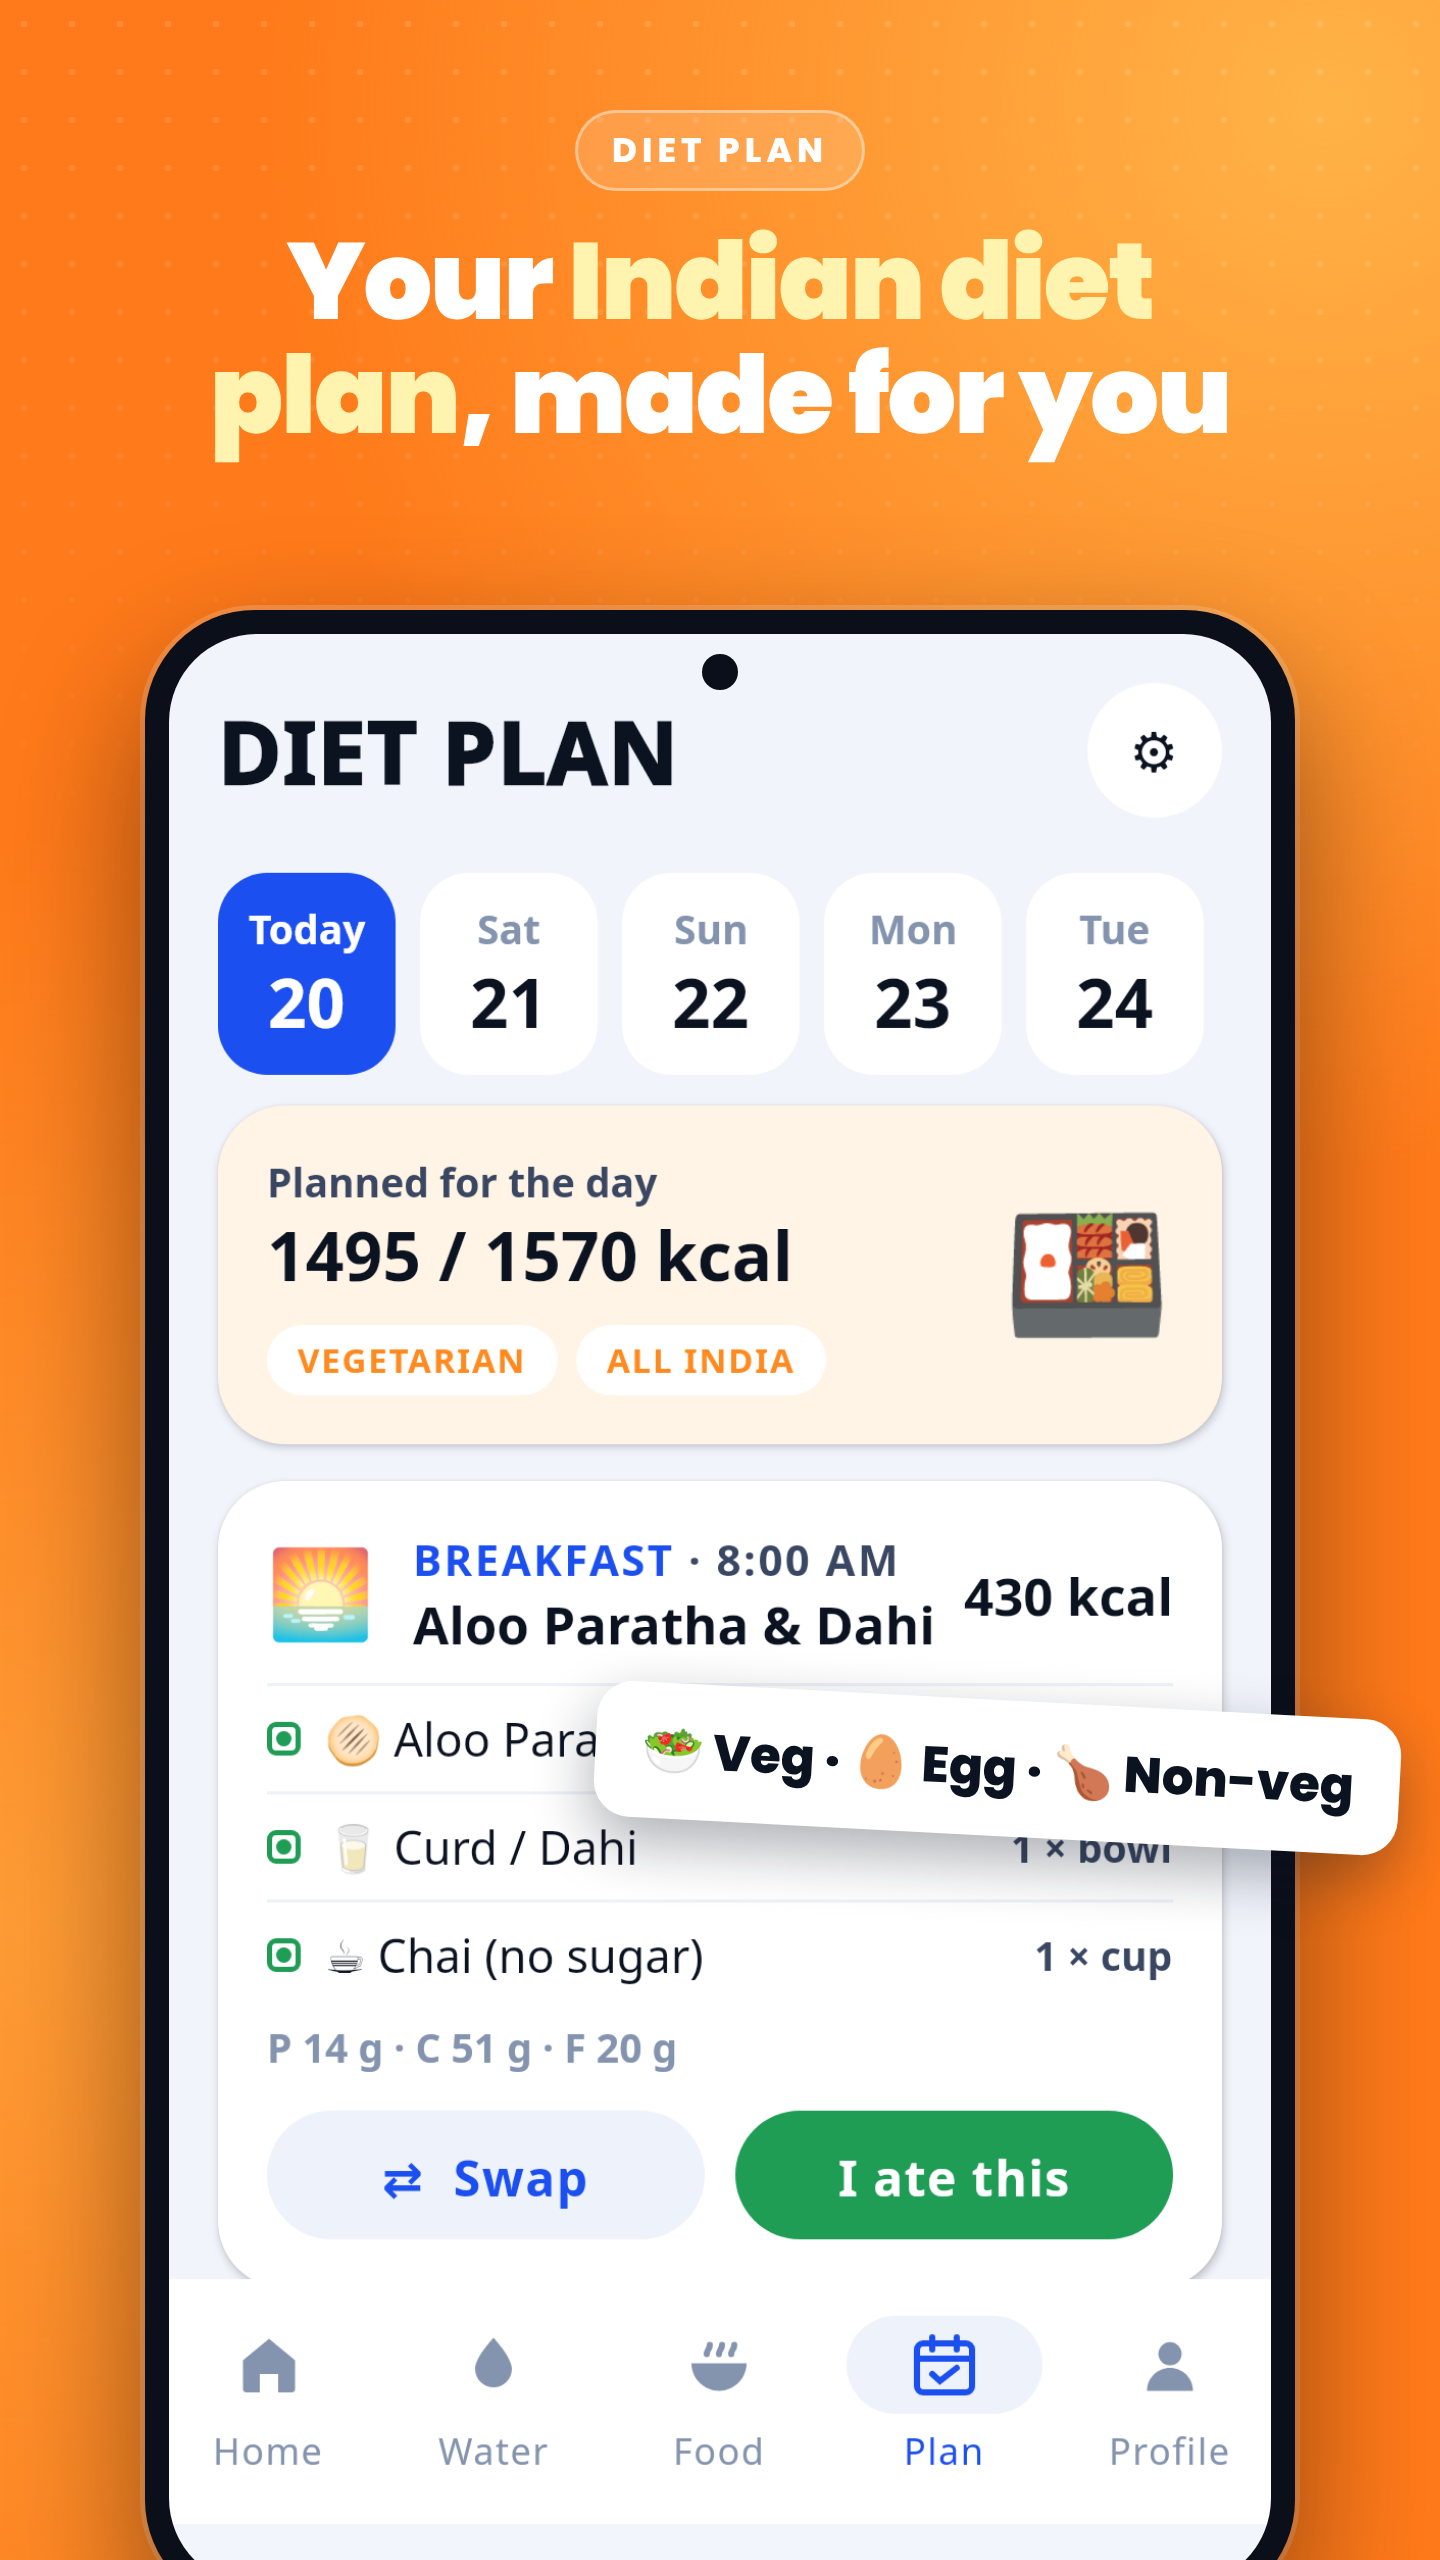 DIET PLAN
Your Indian diet
plan, made for you
DIET PLAN
Today
20
Sat
21
Sun
22
Mon
23
Tue
24
Planned for the day
1495 / 1570 kcal
VEGETARIAN
ALL INDIA
BREAKFAST · 8:00 AM
Aloo Paratha & Dahi
430 kcal
Aloo Para
Veg · Egg · Non-veg
Curd / Dahi
1 × bowl
Chai (no sugar)
1 × cup
P 14 g · C 51 g · F 20 g
⇄ Swap
I ate this
Home
Water
Food
Plan
Profile